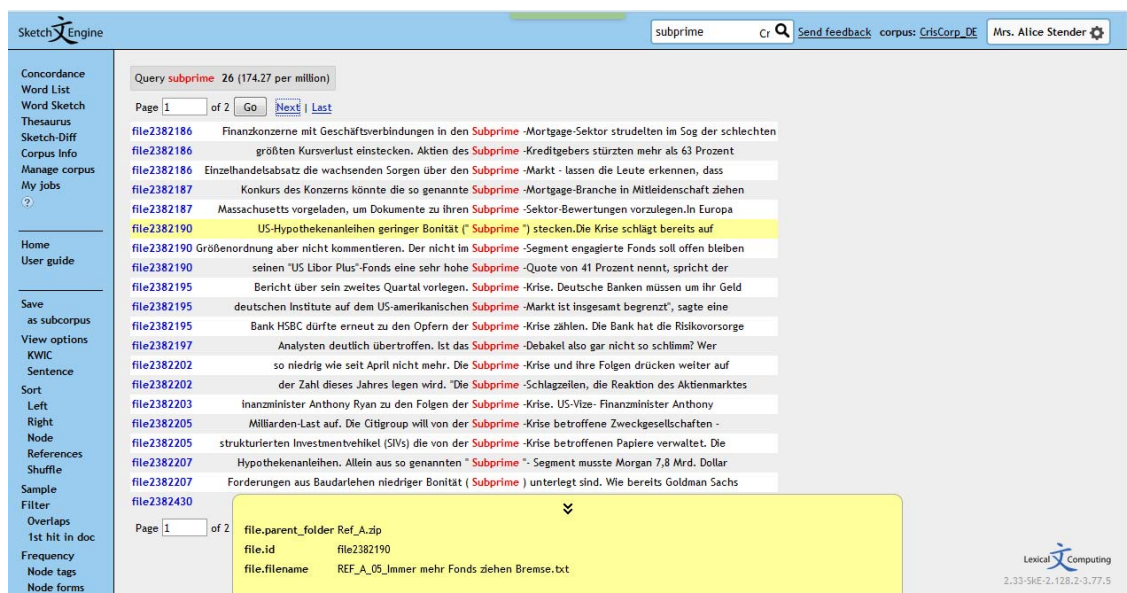 Sketch Engine
subprime Cr Send feedback corpus: CrisCorp_DE Mrs. Alice Stender
Concordance
Word List
Word Sketch
Thesaurus
Sketch-Diff
Corpus Info
Manage corpus
My jobs
?
Home
User guide
Save
as subcorpus
View options
KWIC
Sentence
Sort
Left
Right
Node
References
Shuffle
Sample
Filter
Overlaps
1st hit in doc
Frequency
Node tags
Node forms
Query subprime 26 (174.27 per million)
Page 1 of 2 Go Next | Last
file2382186 Finanzkonzerne mit Geschäftsverbindungen in den Subprime -Mortgage-Sektor strudelten im Sog der schlechten
file2382186 größten Kursverlust einstecken. Aktien des Subprime -Kreditgebers stürzten mehr als 63 Prozent
file2382186 Einzelhandelsabsatz die wachsenden Sorgen über den Subprime -Markt - lassen die Leute erkennen, dass
file2382187 Konkurs des Konzerns könnte die so genannte Subprime -Mortgage-Branche in Mitleidenschaft ziehen
file2382187 Massachusetts vorgeladen, um Dokumente zu ihren Subprime -Sektor-Bewertungen vorzulegen.In Europa
file2382190 US-Hypothekenanleihen geringer Bonität (" Subprime ") stecken.Die Krise schlägt bereits auf
file2382190 Größenordnung aber nicht kommentieren. Der nicht im Subprime -Segment engagierte Fonds soll offen bleiben
file2382190 seinen "US Libor Plus"-Fonds eine sehr hohe Subprime -Quote von 41 Prozent nennt, spricht der
file2382195 Bericht über sein zweites Quartal vorlegen. Subprime -Krise. Deutsche Banken müssen um ihr Geld
file2382195 deutschen Institute auf dem US-amerikanischen Subprime -Markt ist insgesamt begrenzt", sagte eine
file2382195 Bank HSBC dürfte erneut zu den Opfern der Subprime -Krise zählen. Die Bank hat die Risikovorsorge
file2382197 Analysten deutlich übertroffen. Ist das Subprime -Debakel also gar nicht so schlimm? Wer
file2382202 so niedrig wie seit April nicht mehr. Die Subprime -Krise und ihre Folgen drücken weiter auf
file2382202 der Zahl dieses Jahres legen wird. "Die Subprime -Schlagzeilen, die Reaktion des Aktienmarktes
file2382203 inanzminister Anthony Ryan zu den Folgen der Subprime -Krise. US-Vize- Finanzminister Anthony
file2382205 Milliarden-Last auf. Die Citigroup will von der Subprime -Krise betroffene Zweckgesellschaften -
file2382205 strukturierten Investmentvehikel (SIVs) die von der Subprime -Krise betroffenen Papiere verwaltet. Die
file2382207 Hypothekenanleihen. Allein aus so genannten " Subprime "- Segment musste Morgan 7,8 Mrd. Dollar
file2382207 Forderungen aus Baudarlehen niedriger Bonität ( Subprime ) unterlegt sind. Wie bereits Goldman Sachs
file2382430
Page 1 of 2
file.parent_folder Ref_A.zip
file.id file2382190
file.filename REF_A_05_Immer mehr Fonds ziehen Bremse.txt
Lexical Computing
2.33-SkE-2.128.2-3.77.5